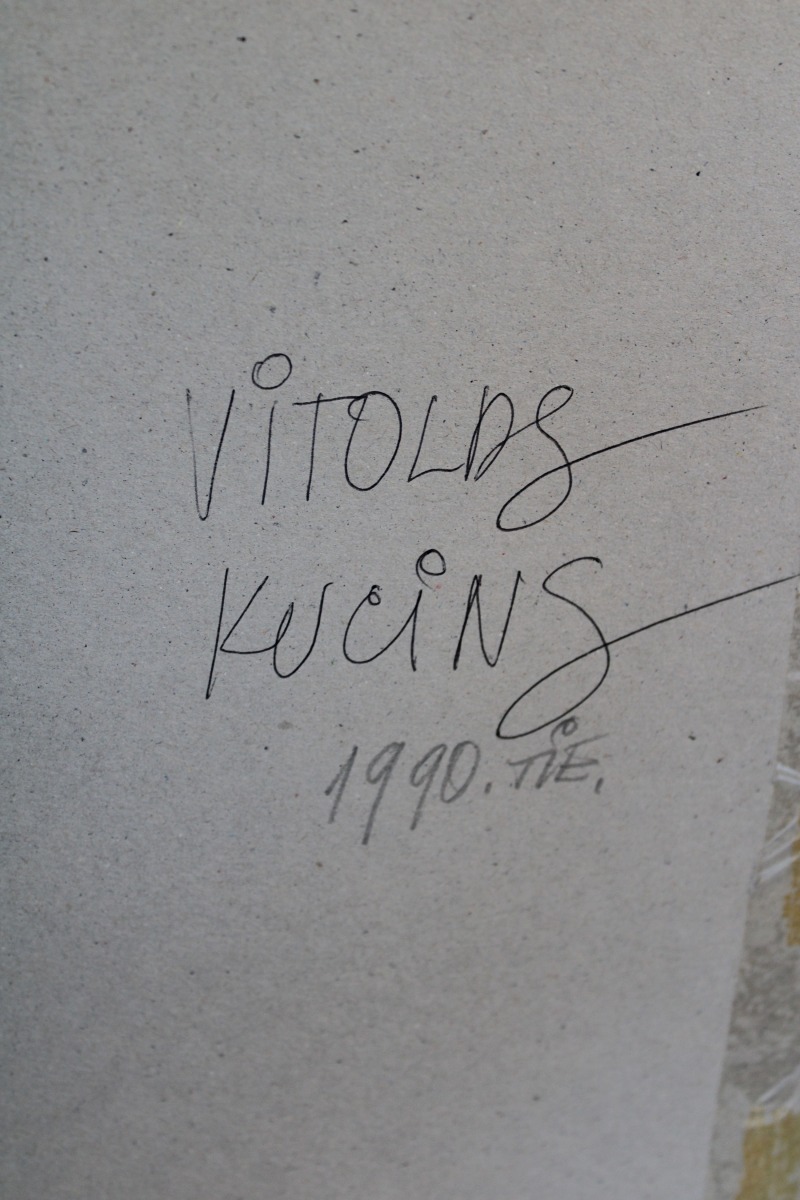 VITOLDS
KUCINS
1990. TIE.